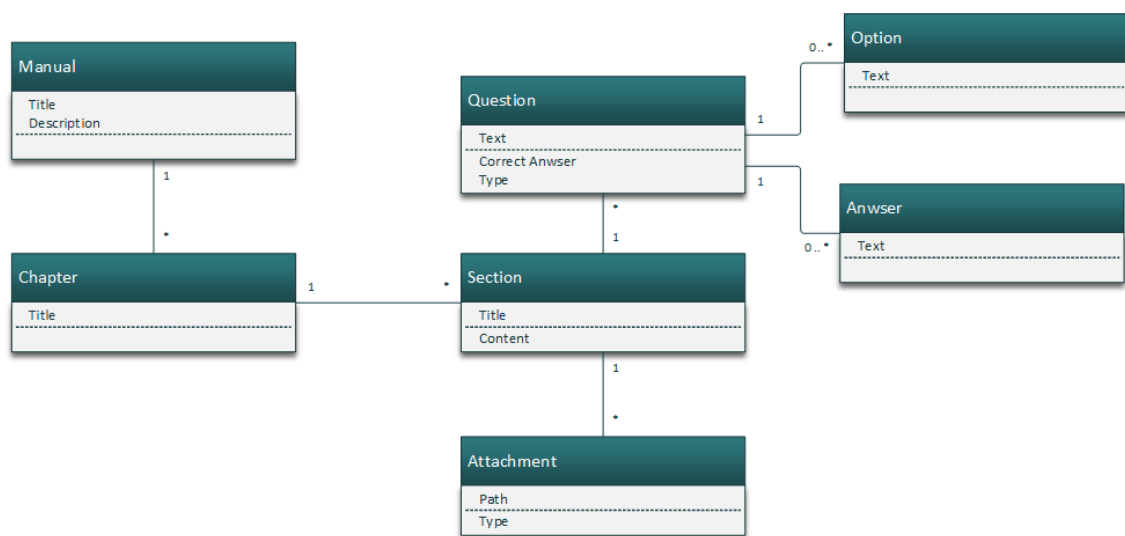 Manual
Title
Description
1
*
Chapter
Title
1
*
Question
Text
Correct Anwser
Type
1
0..*
Option
Text
1
0..*
Anwser
Text
*
1
Section
Title
Content
1
*
Attachment
Path
Type